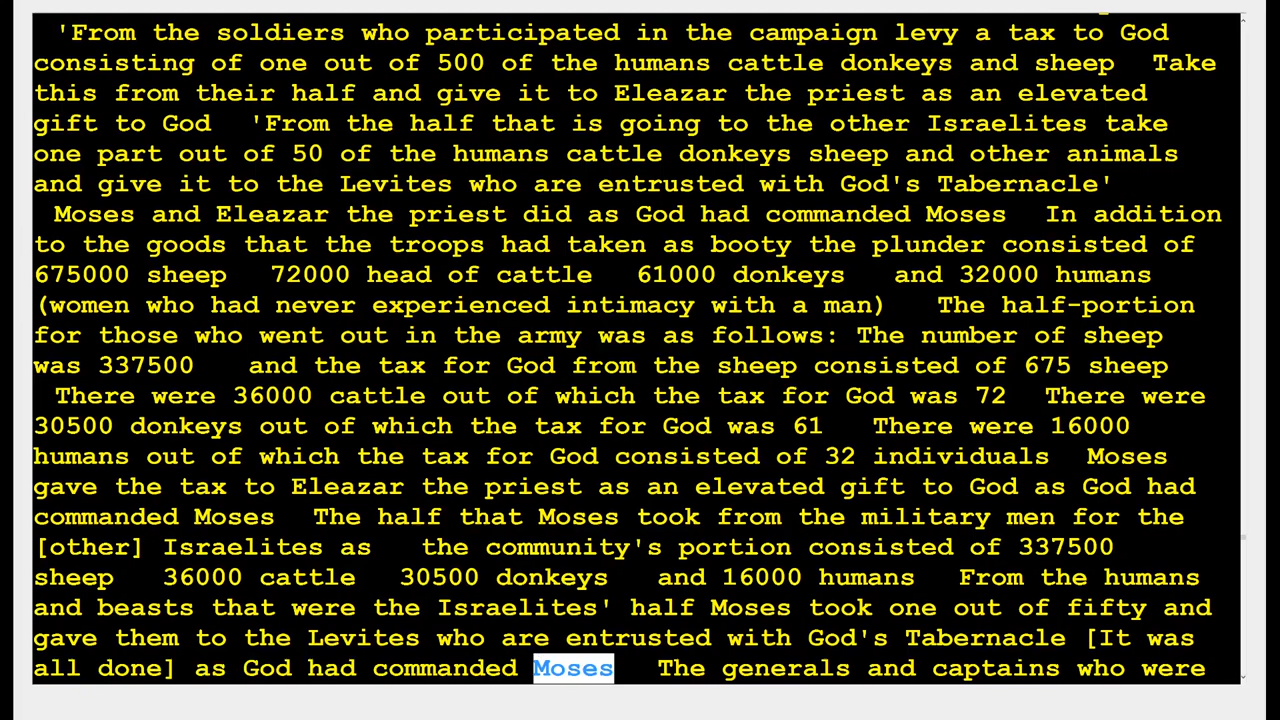 'From the soldiers who participated in the campaign levy a tax to God
consisting of one out of 500 of the humans cattle donkeys and sheep Take
this from their half and give it to Eleazar the priest as an elevated
gift to God 'From the half that is going to the other Israelites take
one part out of 50 of the humans cattle donkeys sheep and other animals
and give it to the Levites who are entrusted with God's Tabernacle'
Moses and Eleazar the priest did as God had commanded Moses In addition
to the goods that the troops had taken as booty the plunder consisted of
675000 sheep 72000 head of cattle 61000 donkeys and 32000 humans
(women who had never experienced intimacy with a man) The half-portion
for those who went out in the army was as follows: The number of sheep
was 337500 and the tax for God from the sheep consisted of 675 sheep
There were 36000 cattle out of which the tax for God was 72 There were
30500 donkeys out of which the tax for God was 61 There were 16000
humans out of which the tax for God consisted of 32 individuals Moses
gave the tax to Eleazar the priest as an elevated gift to God as God had
commanded Moses The half that Moses took from the military men for the
[other] Israelites as the community's portion consisted of 337500
sheep 36000 cattle 30500 donkeys and 16000 humans From the humans
and beasts that were the Israelites' half Moses took one out of fifty and
gave them to the Levites who are entrusted with God's Tabernacle [It was
all done] as God had commanded Moses The generals and captains who were